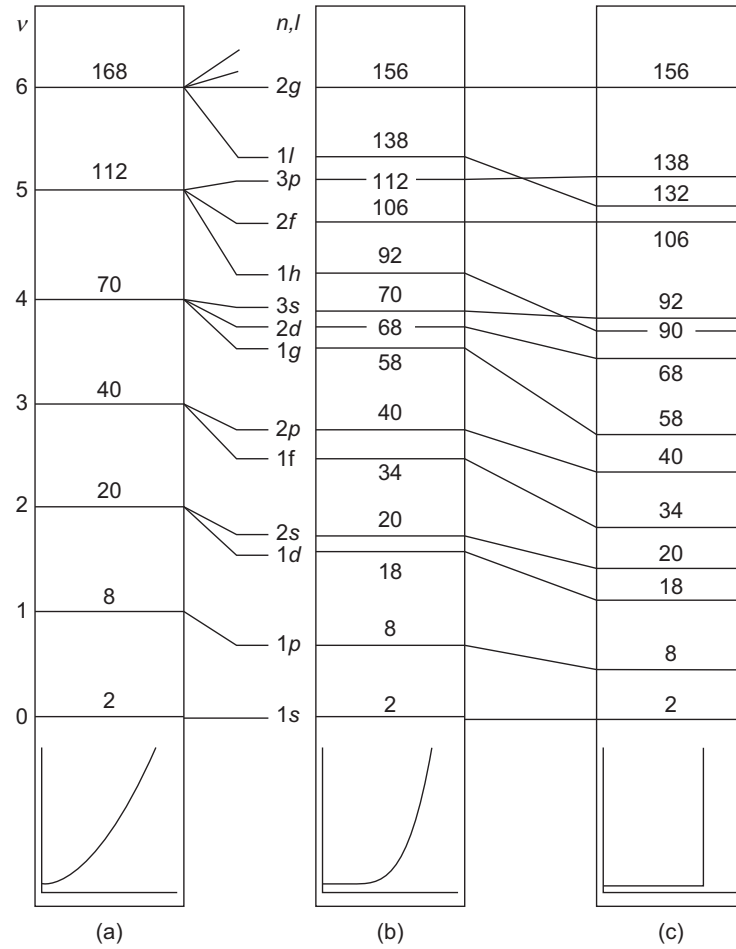 ν n,l
168 2g 156 156
6
1l 138
3p 138
112 112 132
5 2f 106
106
1h 92
70 3s 70 92
4 2d 68 90
1g 58 68
40 2p 40 58
3 40
1f 34
20 34
2 2s 20 20
1d 18 18
8
1 1p 8 8
2
0 1s 2 2
(a) (b) (c)